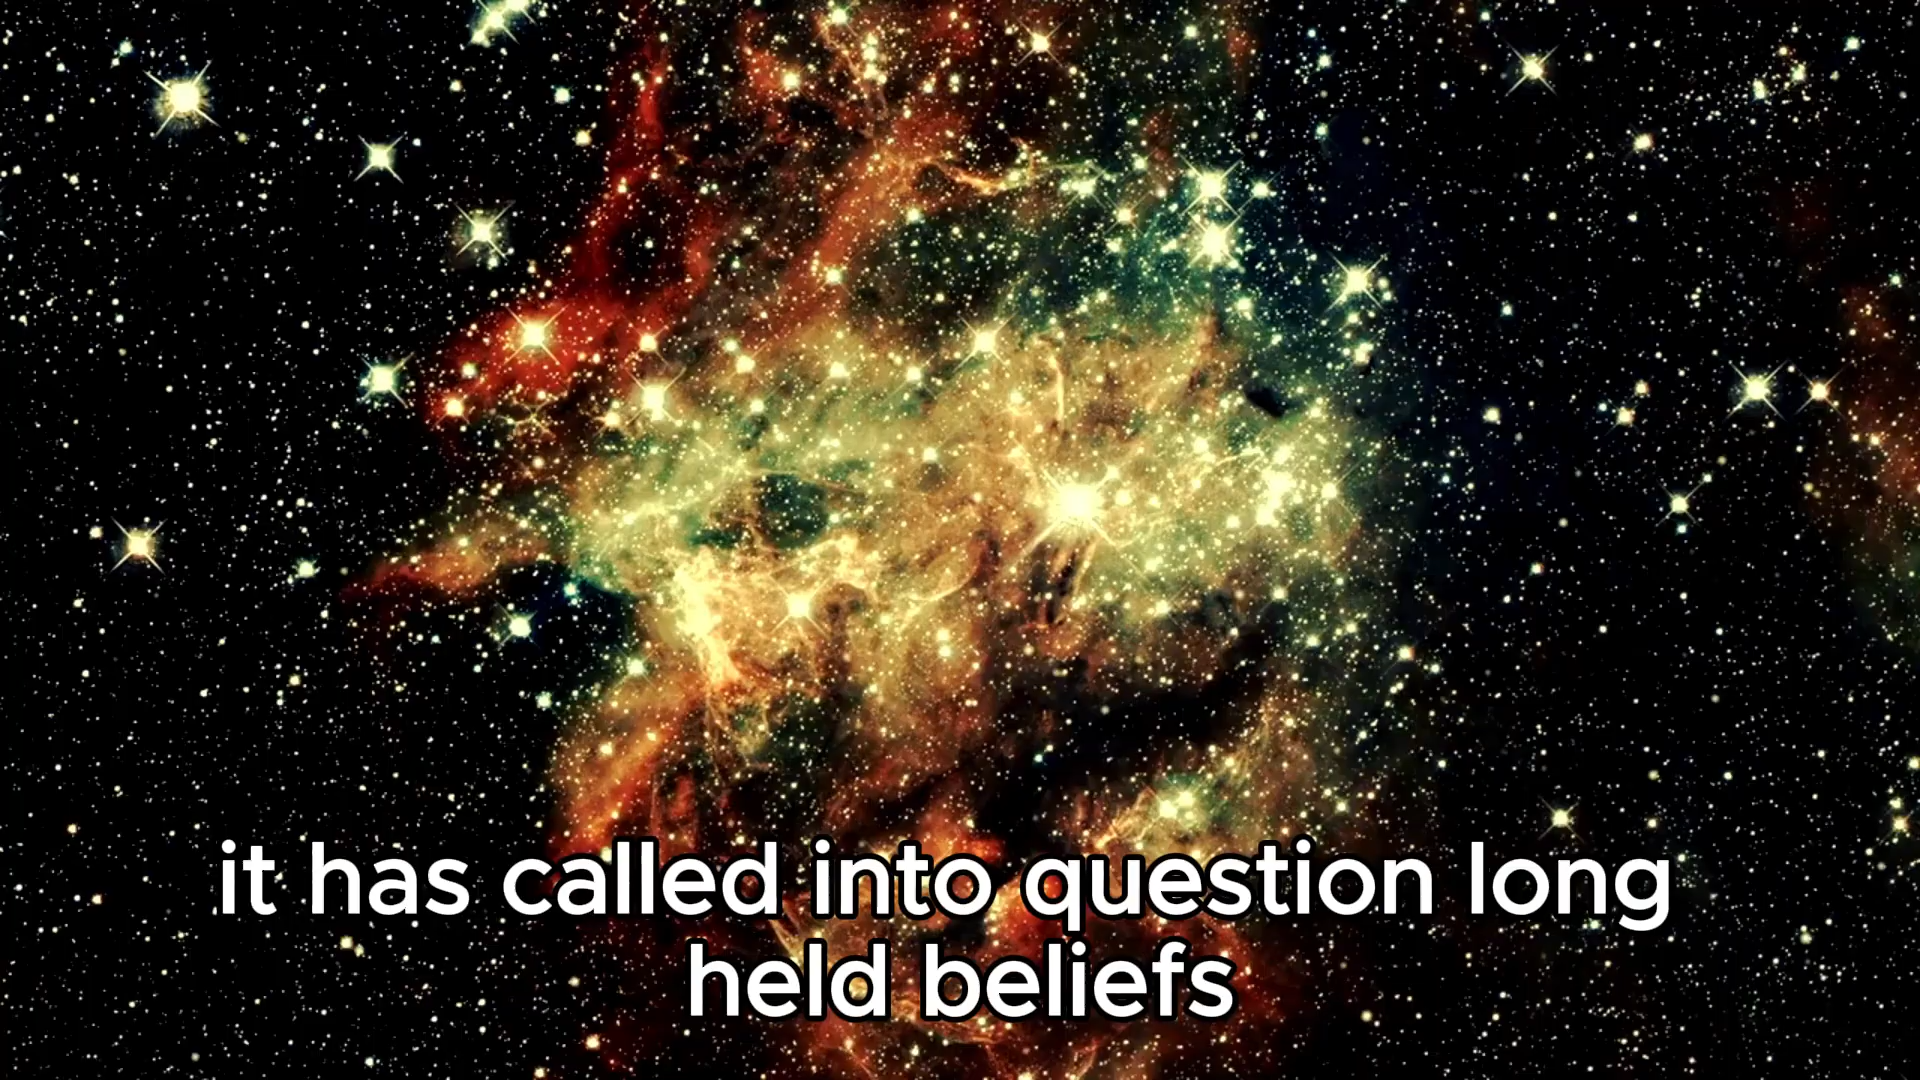 it has called into question long
held beliefs